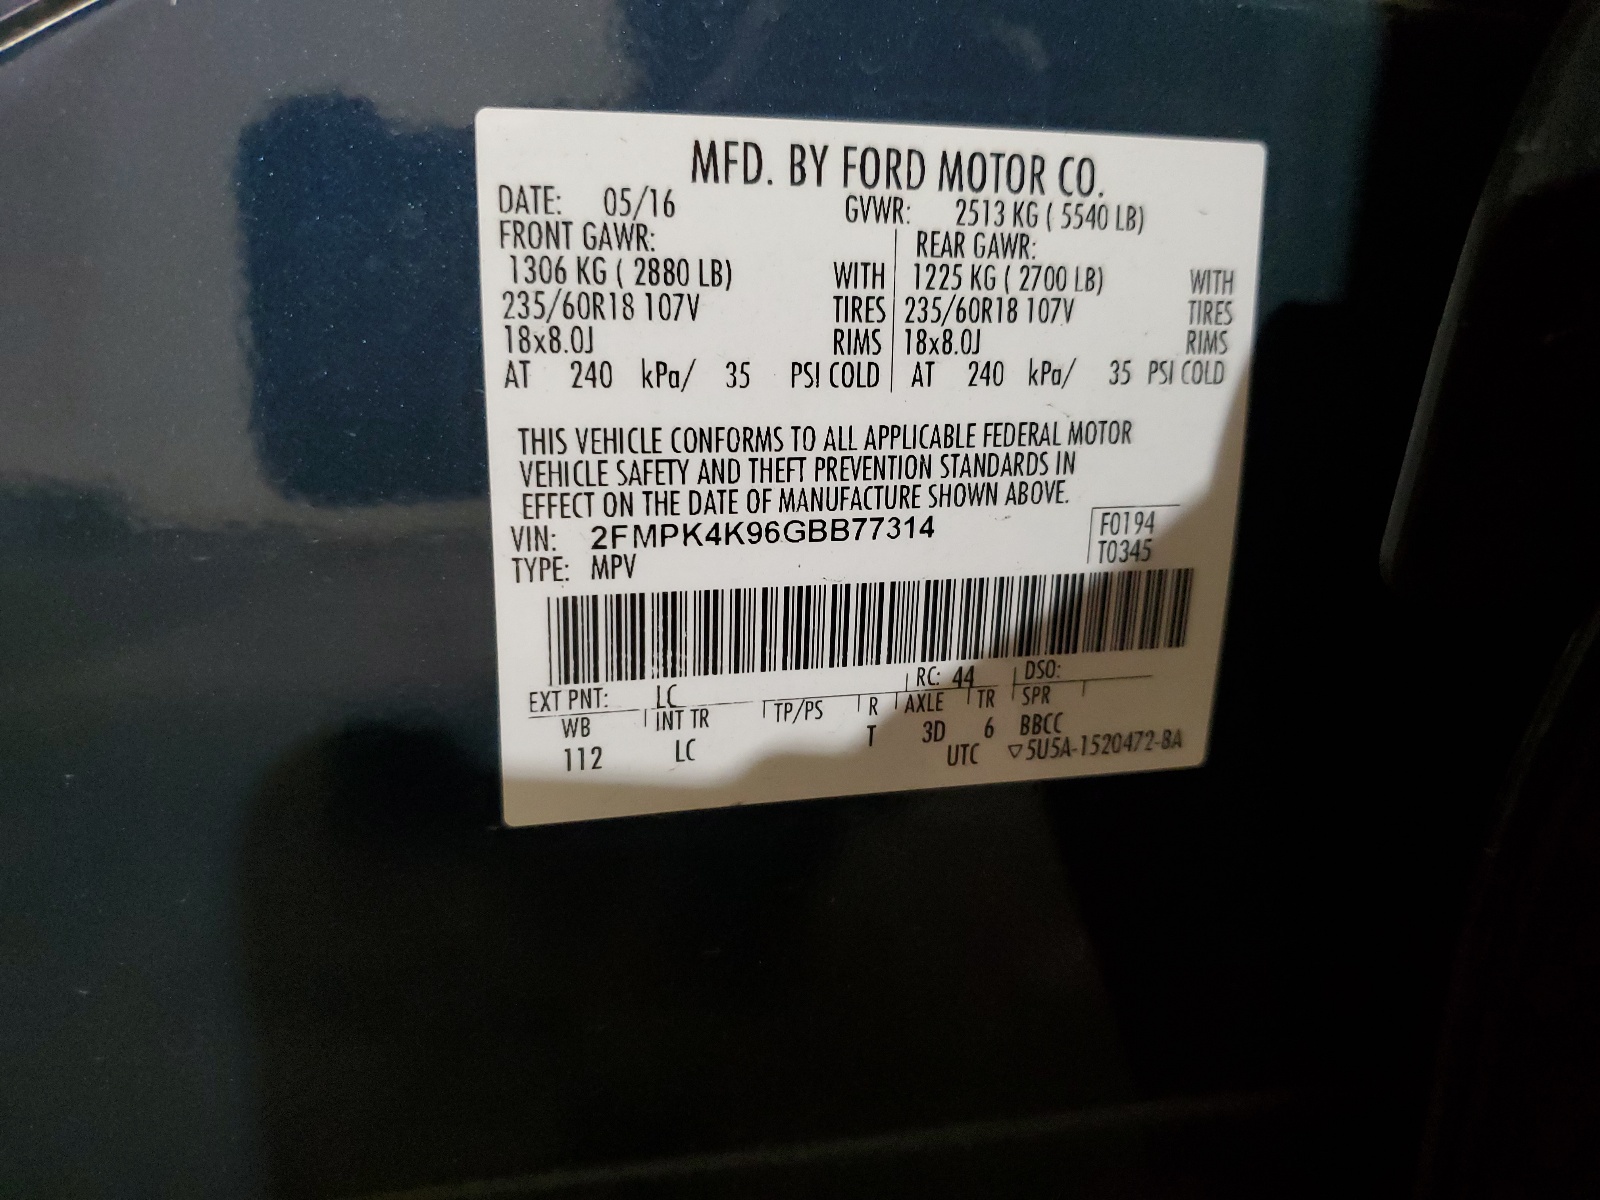 MFD. BY FORD MOTOR CO.
DATE: 05/16 GVWR: 2513 KG ( 5540 LB)
FRONT GAWR: REAR GAWR:
1306 KG ( 2880 LB) WITH 1225 KG ( 2700 LB) WITH
235/60R18 107V TIRES 235/60R18 107V TIRES
18x8.0J RIMS 18x8.0J RIMS
AT 240 kPa/ 35 PSI COLD AT 240 kPa/ 35 PSI COLD
THIS VEHICLE CONFORMS TO ALL APPLICABLE FEDERAL MOTOR
VEHICLE SAFETY AND THEFT PREVENTION STANDARDS IN
EFFECT ON THE DATE OF MANUFACTURE SHOWN ABOVE.
VIN: 2FMPK4K96GBB77314 F0194
TYPE: MPV T0345
EXT PNT: LC RC: 44 DSO:
WB INT TR TP/PS R AXLE TR SPR
112 LC T 3D 6 BBCC
UTC ▽5U5A-1520472-BA